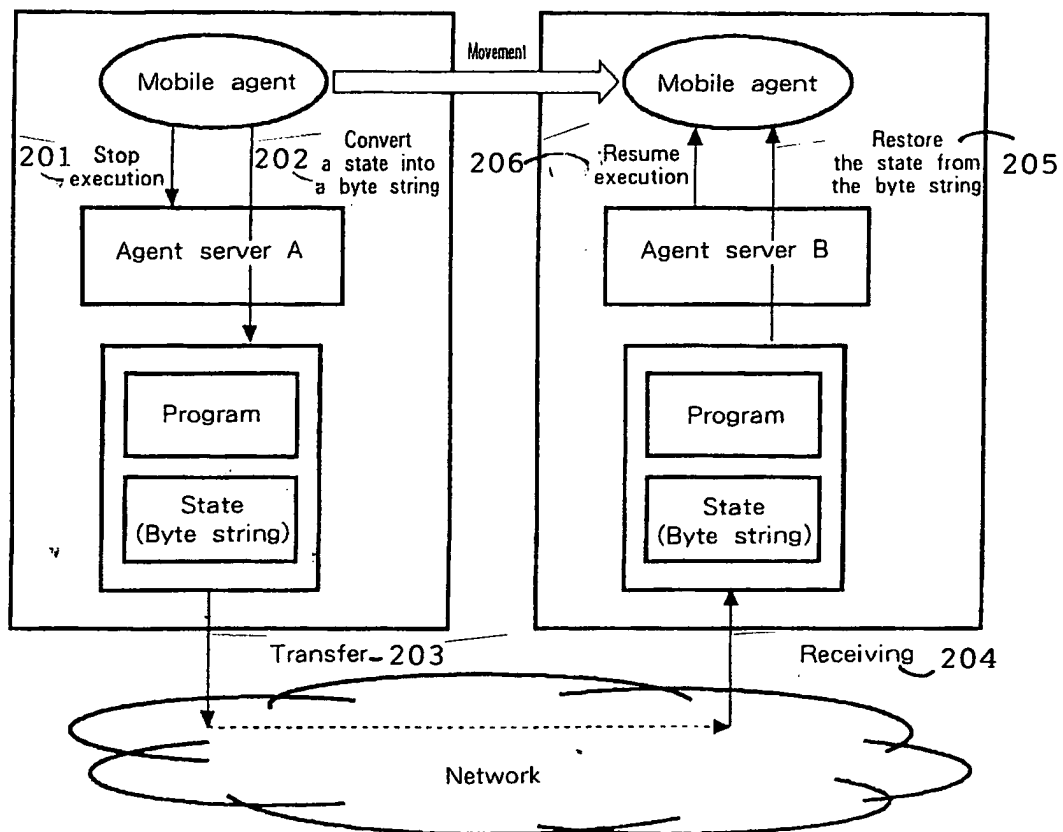 Movement
Mobile agent
Mobile agent
201 Stop
execution
202 Convert
a state into
a byte string
206 Resume
execution
Restore 205
the state from
the byte string
Agent server A
Agent server B
Program
Program
State
(Byte string)
State
(Byte string)
Transfer 203
Receiving 204
Network